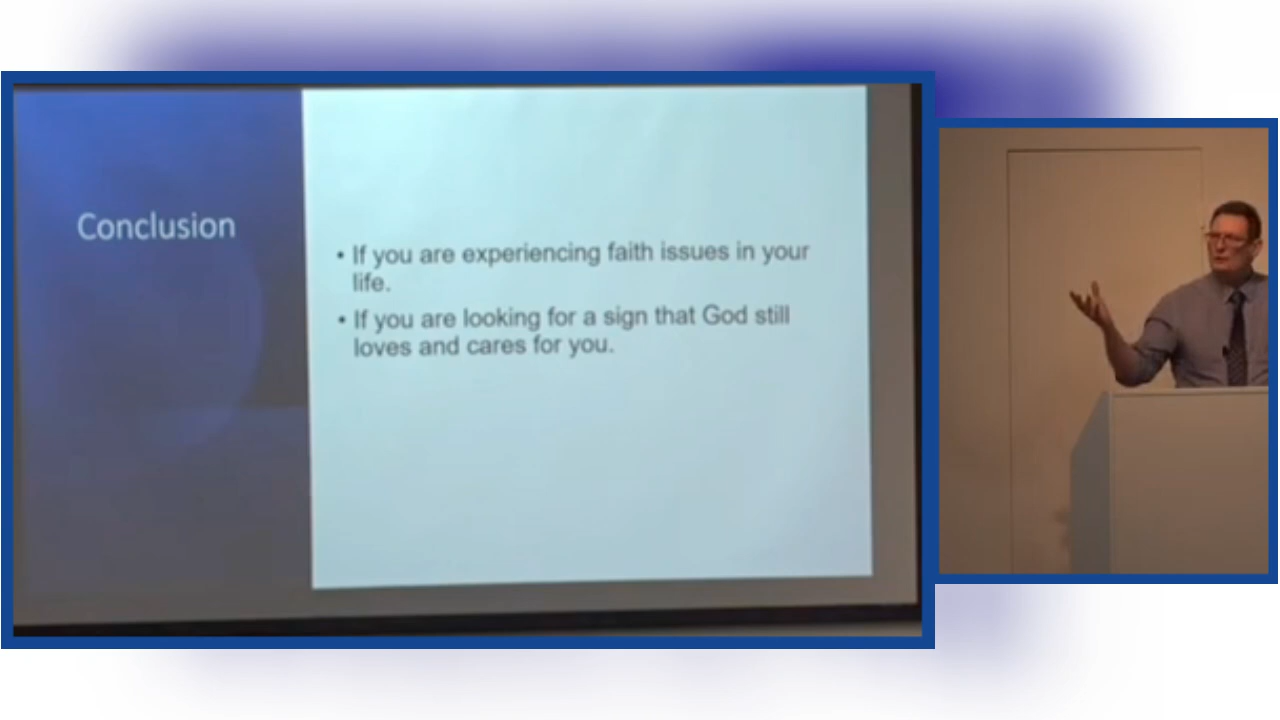 Conclusion
• If you are experiencing faith issues in your
life.
• If you are looking for a sign that God still
loves and cares for you.